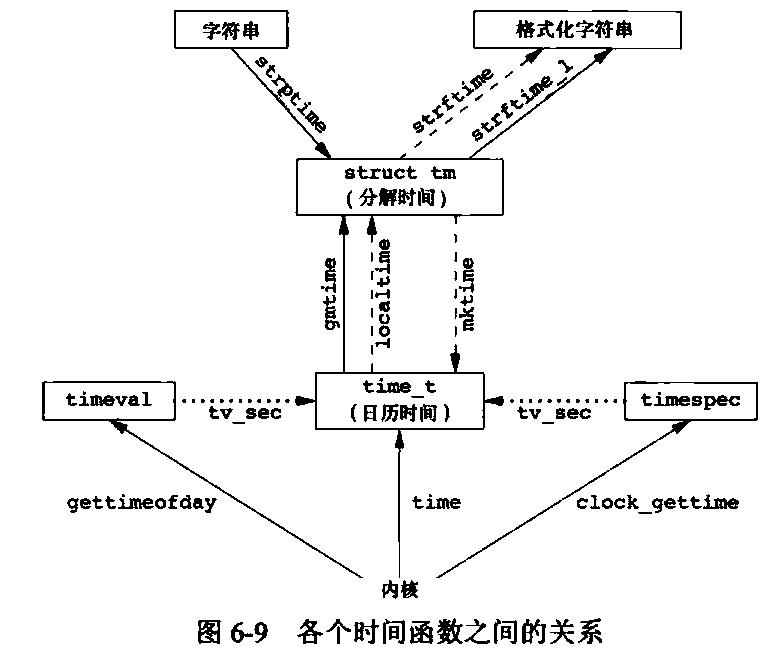 字符串
格式化字符串
strptime
strftime
strftime_l
struct tm
(分解时间)
gmtime
localtime
mktime
timeval
tv_sec
time_t
(日历时间)
tv_sec
timespec
gettimeofday
time
clock_gettime
内核
图 6-9 各个时间函数之间的关系